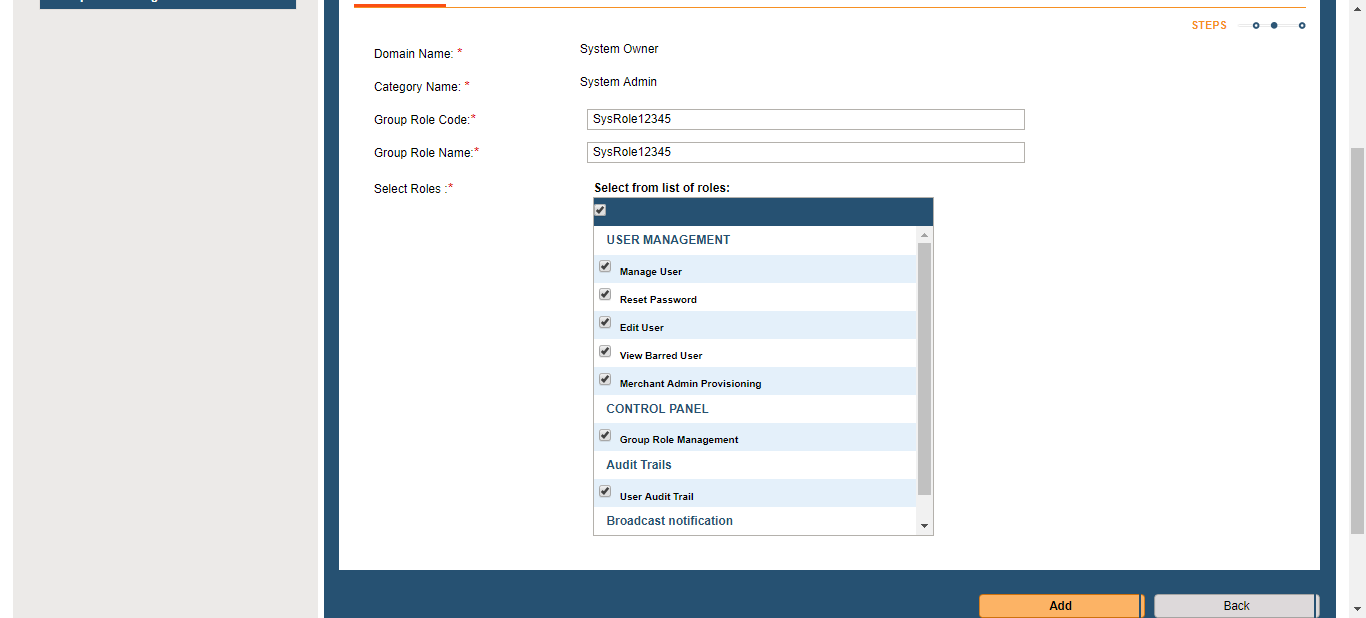 STEPS
Domain Name: * System Owner
Category Name: * System Admin
Group Role Code:* SysRole12345
Group Role Name:* SysRole12345
Select Roles :* Select from list of roles:
USER MANAGEMENT
Manage User
Reset Password
Edit User
View Barred User
Merchant Admin Provisioning
CONTROL PANEL
Group Role Management
Audit Trails
User Audit Trail
Broadcast notification
Add Back